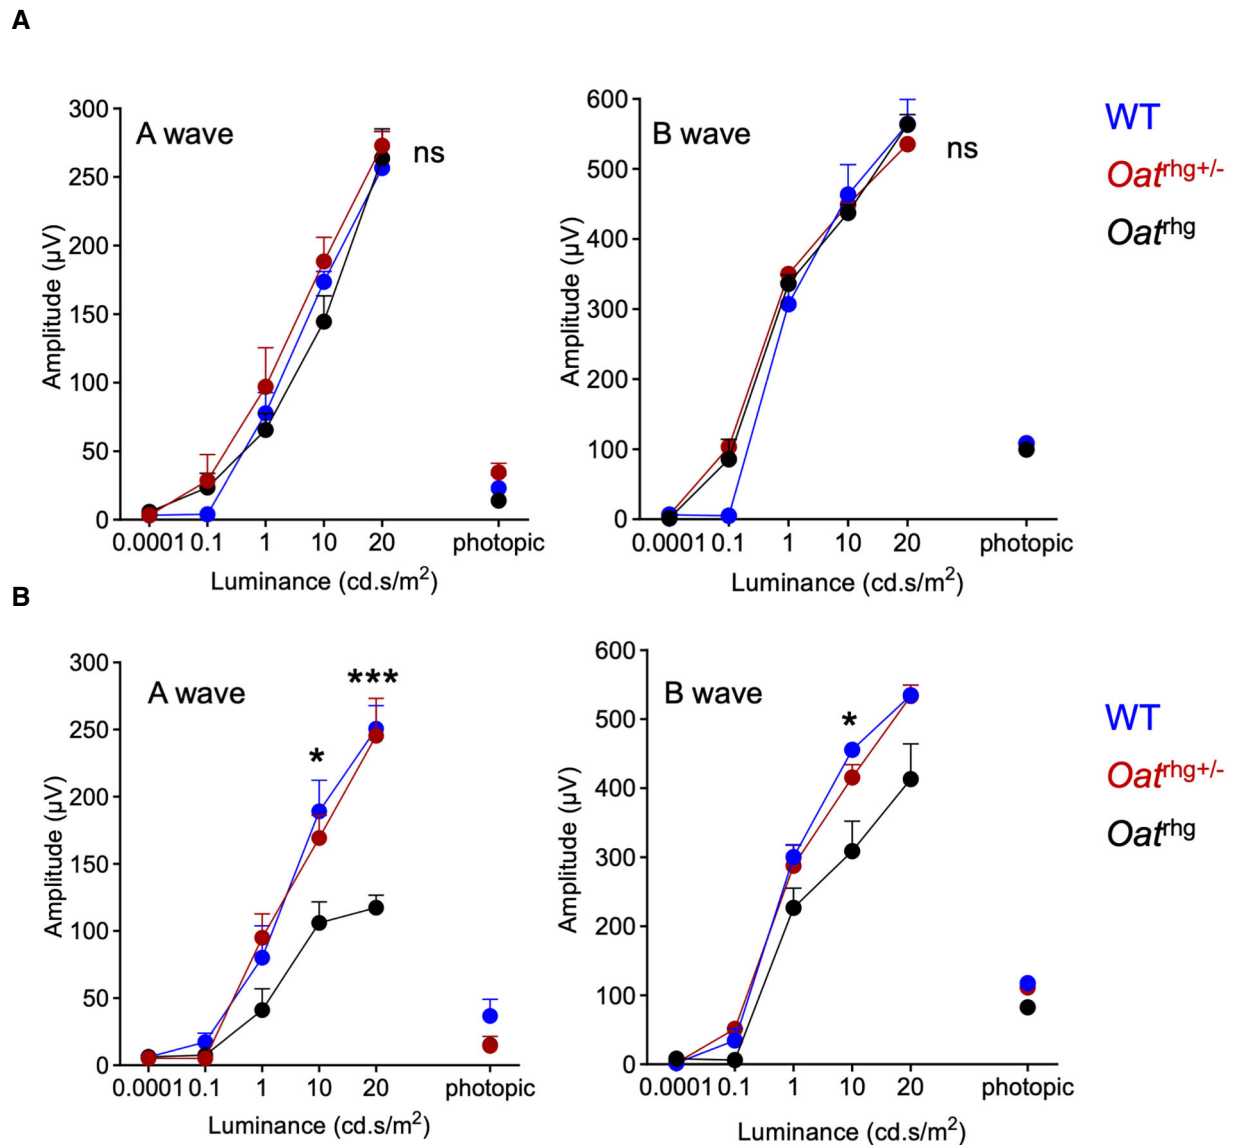 A
A wave
ns
Amplitude (µV)
300
250
200
150
100
50
0
0.0001 0.1 1 10 20 photopic
Luminance (cd.s/m²)
B wave
ns
Amplitude (µV)
600
500
400
300
200
100
0
0.0001 0.1 1 10 20 photopic
Luminance (cd.s/m²)
WT
Oatrhg+/-
Oatrhg
B
A wave
*
***
Amplitude (µV)
300
250
200
150
100
50
0
0.0001 0.1 1 10 20 photopic
Luminance (cd.s/m²)
B wave
*
Amplitude (µV)
600
500
400
300
200
100
0
0.0001 0.1 1 10 20 photopic
Luminance (cd.s/m²)
WT
Oatrhg+/-
Oatrhg